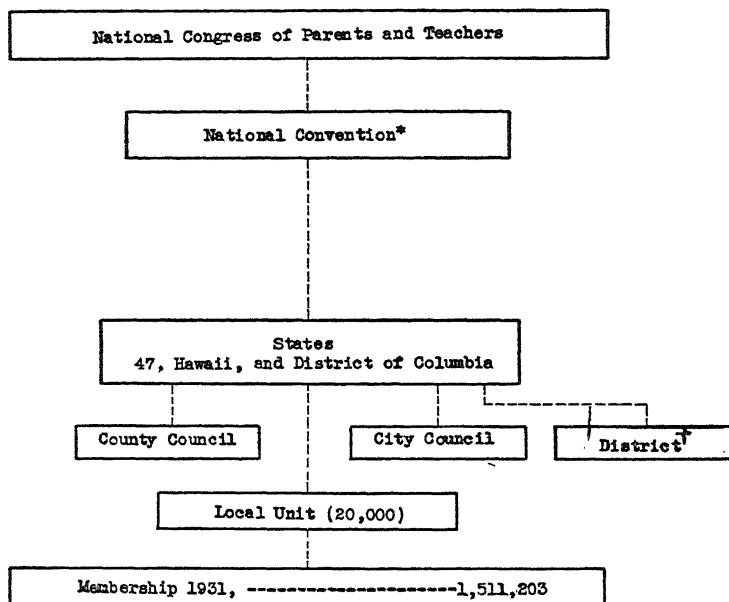 National Congress of Parents and Teachers
National Convention*
States
47, Hawaii, and District of Columbia
County Council
City Council
District†
Local Unit (20,000)
Membership 1931, ----------------------1,511,203